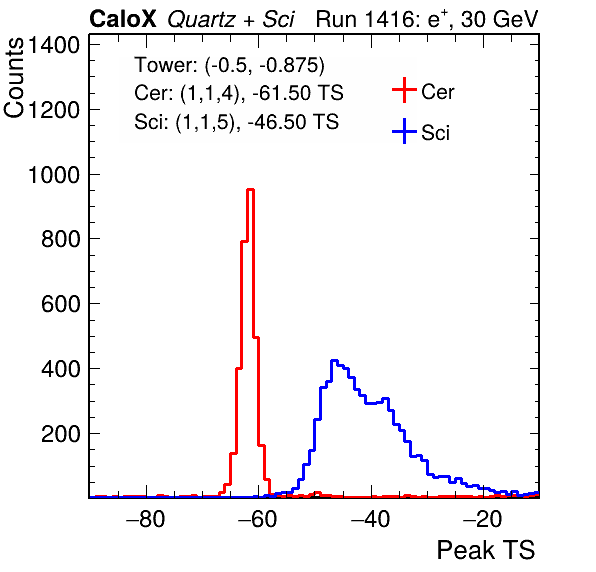 CaloX Quartz + Sci Run 1416: e⁺, 30 GeV
Counts
1400
1200
1000
800
600
400
200
Tower: (-0.5, -0.875)
Cer: (1,1,4), -61.50 TS
Sci: (1,1,5), -46.50 TS
Cer
Sci
−80 −60 −40 −20
Peak TS